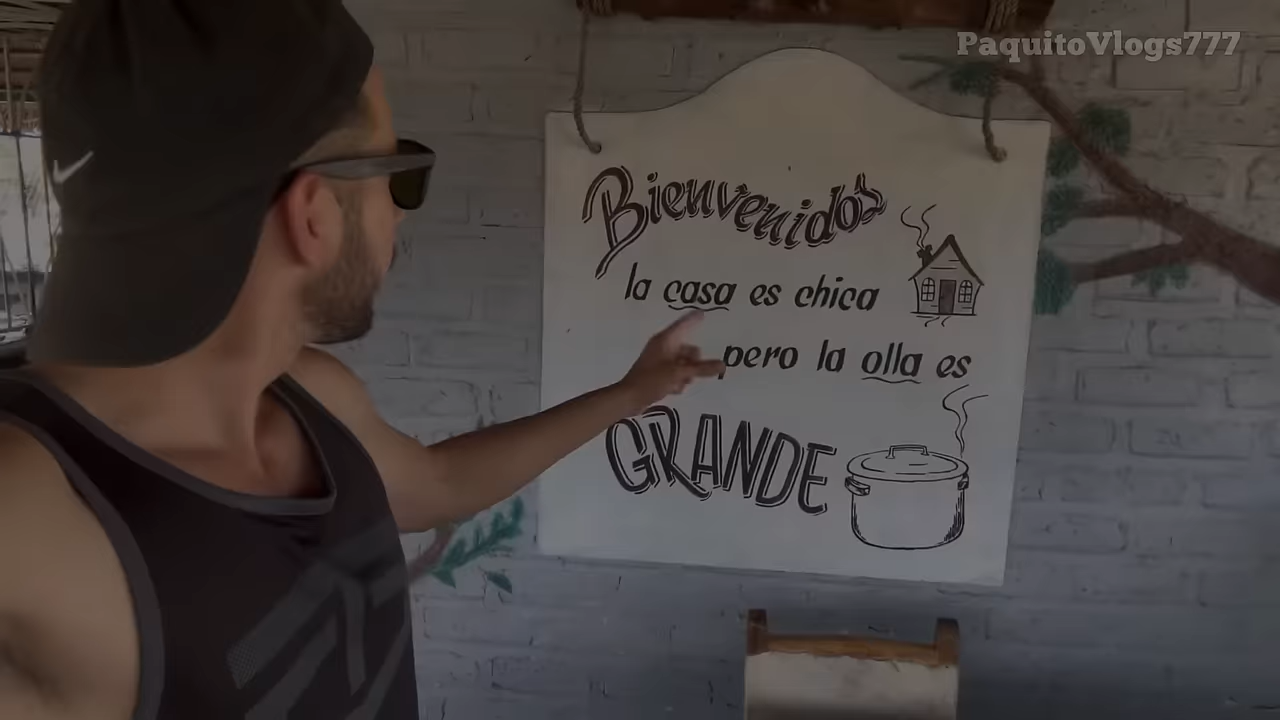 PaquitoVlogs777
Bienvenidos
la casa es chica
pero la olla es
GRANDE